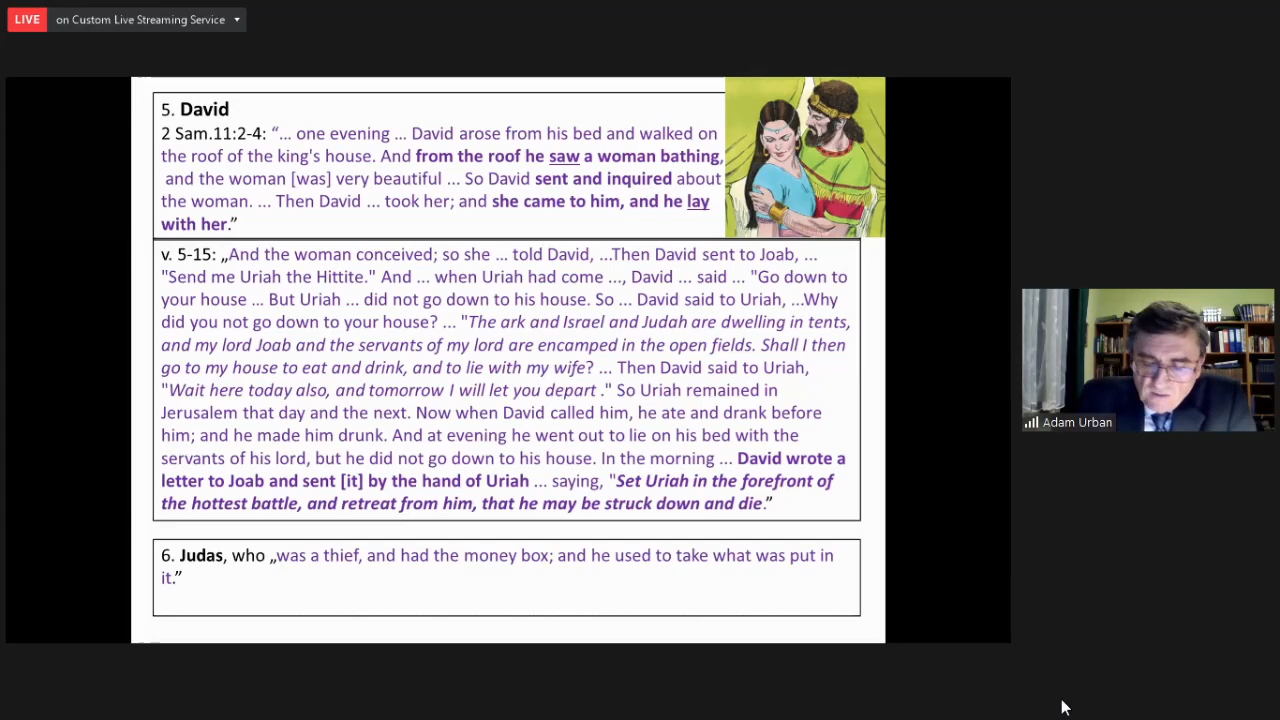 LIVE on Custom Live Streaming Service
5. David
2 Sam.11:2-4: “... one evening ... David arose from his bed and walked on
the roof of the king's house. And from the roof he saw a woman bathing,
and the woman [was] very beautiful ... So David sent and inquired about
the woman. ... Then David ... took her; and she came to him, and he lay
with her.”
v. 5-15: „And the woman conceived; so she ... told David, ...Then David sent to Joab, ...
"Send me Uriah the Hittite." And ... when Uriah had come ..., David ... said ... "Go down to
your house ... But Uriah ... did not go down to his house. So ... David said to Uriah, ...Why
did you not go down to your house? ... "The ark and Israel and Judah are dwelling in tents,
and my lord Joab and the servants of my lord are encamped in the open fields. Shall I then
go to my house to eat and drink, and to lie with my wife? ... Then David said to Uriah,
"Wait here today also, and tomorrow I will let you depart ." So Uriah remained in
Jerusalem that day and the next. Now when David called him, he ate and drank before
him; and he made him drunk. And at evening he went out to lie on his bed with the
servants of his lord, but he did not go down to his house. In the morning ... David wrote a
letter to Joab and sent [it] by the hand of Uriah ... saying, "Set Uriah in the forefront of
the hottest battle, and retreat from him, that he may be struck down and die.”
6. Judas, who „was a thief, and had the money box; and he used to take what was put in
it.”
Adam Urban